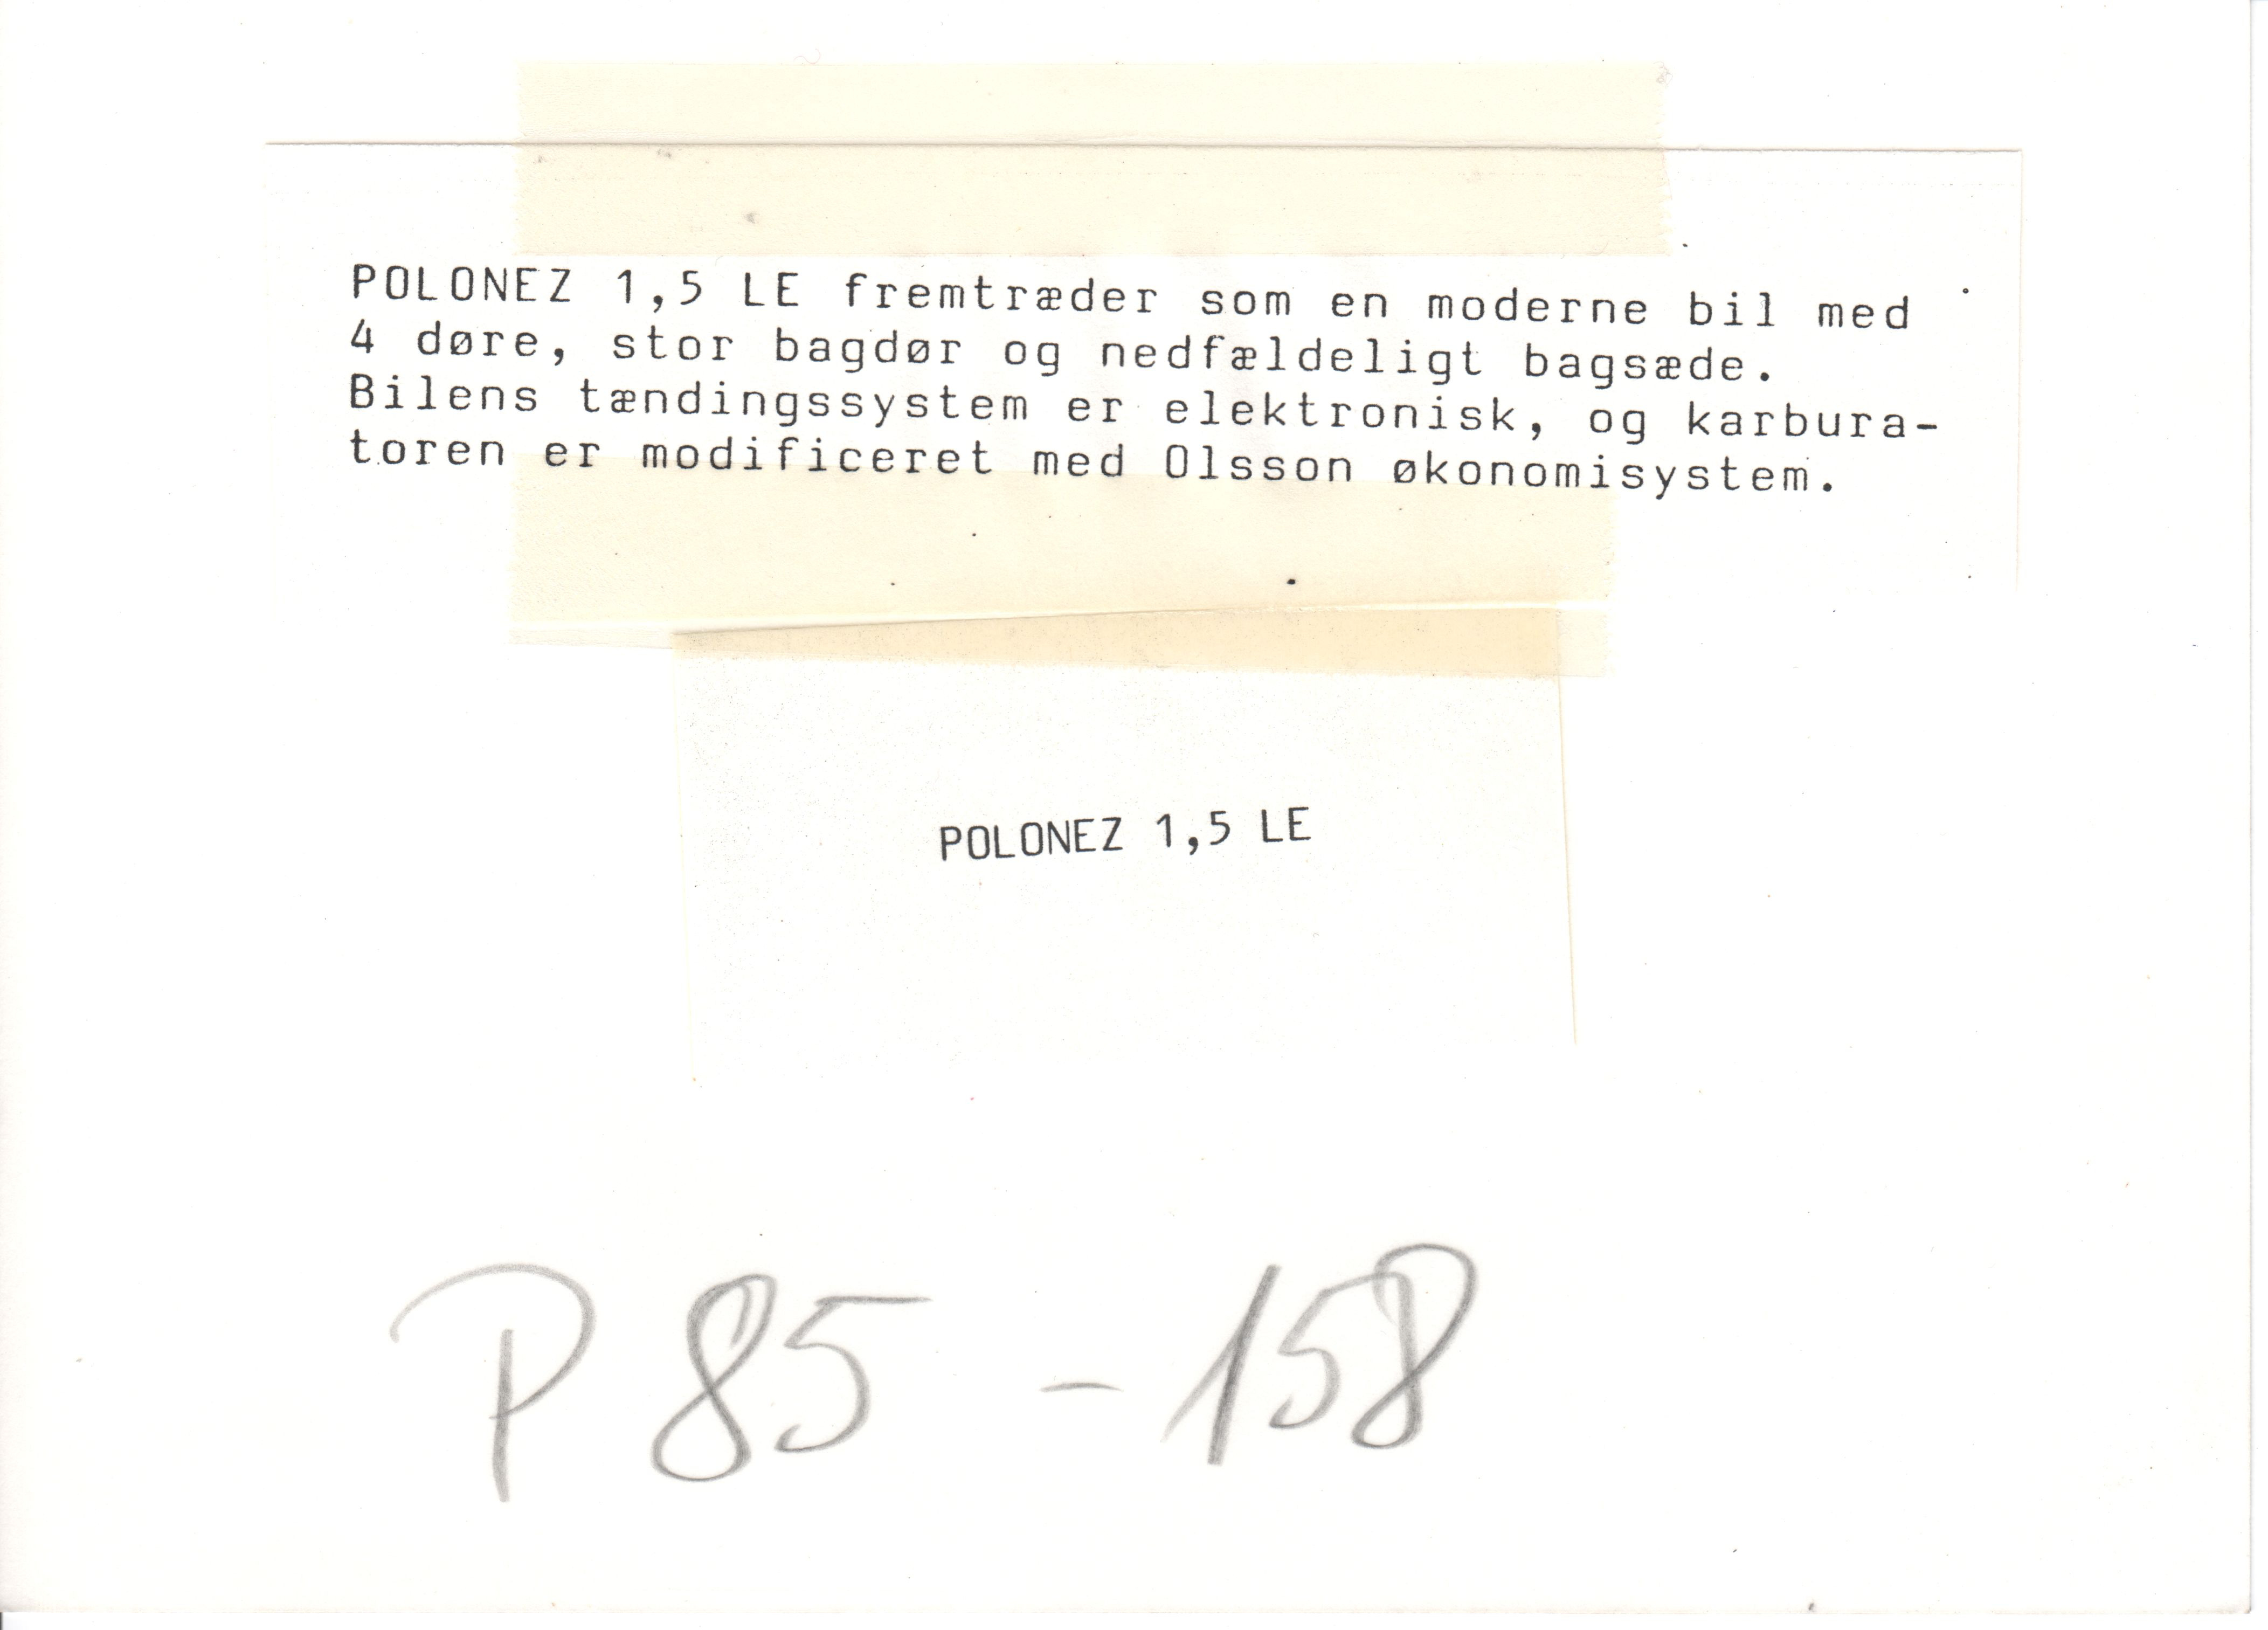 POLONEZ 1,5 LE fremtræder som en moderne bil med
4 døre, stor bagdør og nedfældeligt bagsæde.
Bilens tændingssystem er elektronisk, og karbura-
toren er modificeret med Olsson økonomisystem.
POLONEZ 1,5 LE
P 85 - 158